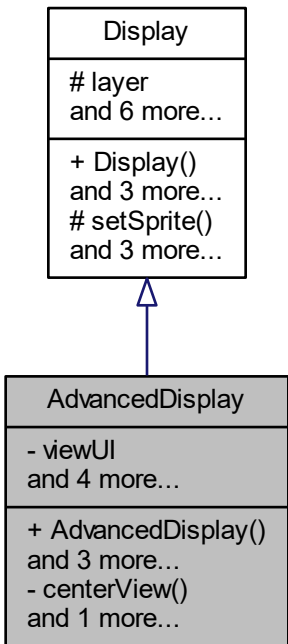 Display
# layer
and 6 more...
+ Display()
and 3 more...
# setSprite()
and 3 more...
AdvancedDisplay
- viewUI
and 4 more...
+ AdvancedDisplay()
and 3 more...
- centerView()
and 1 more...